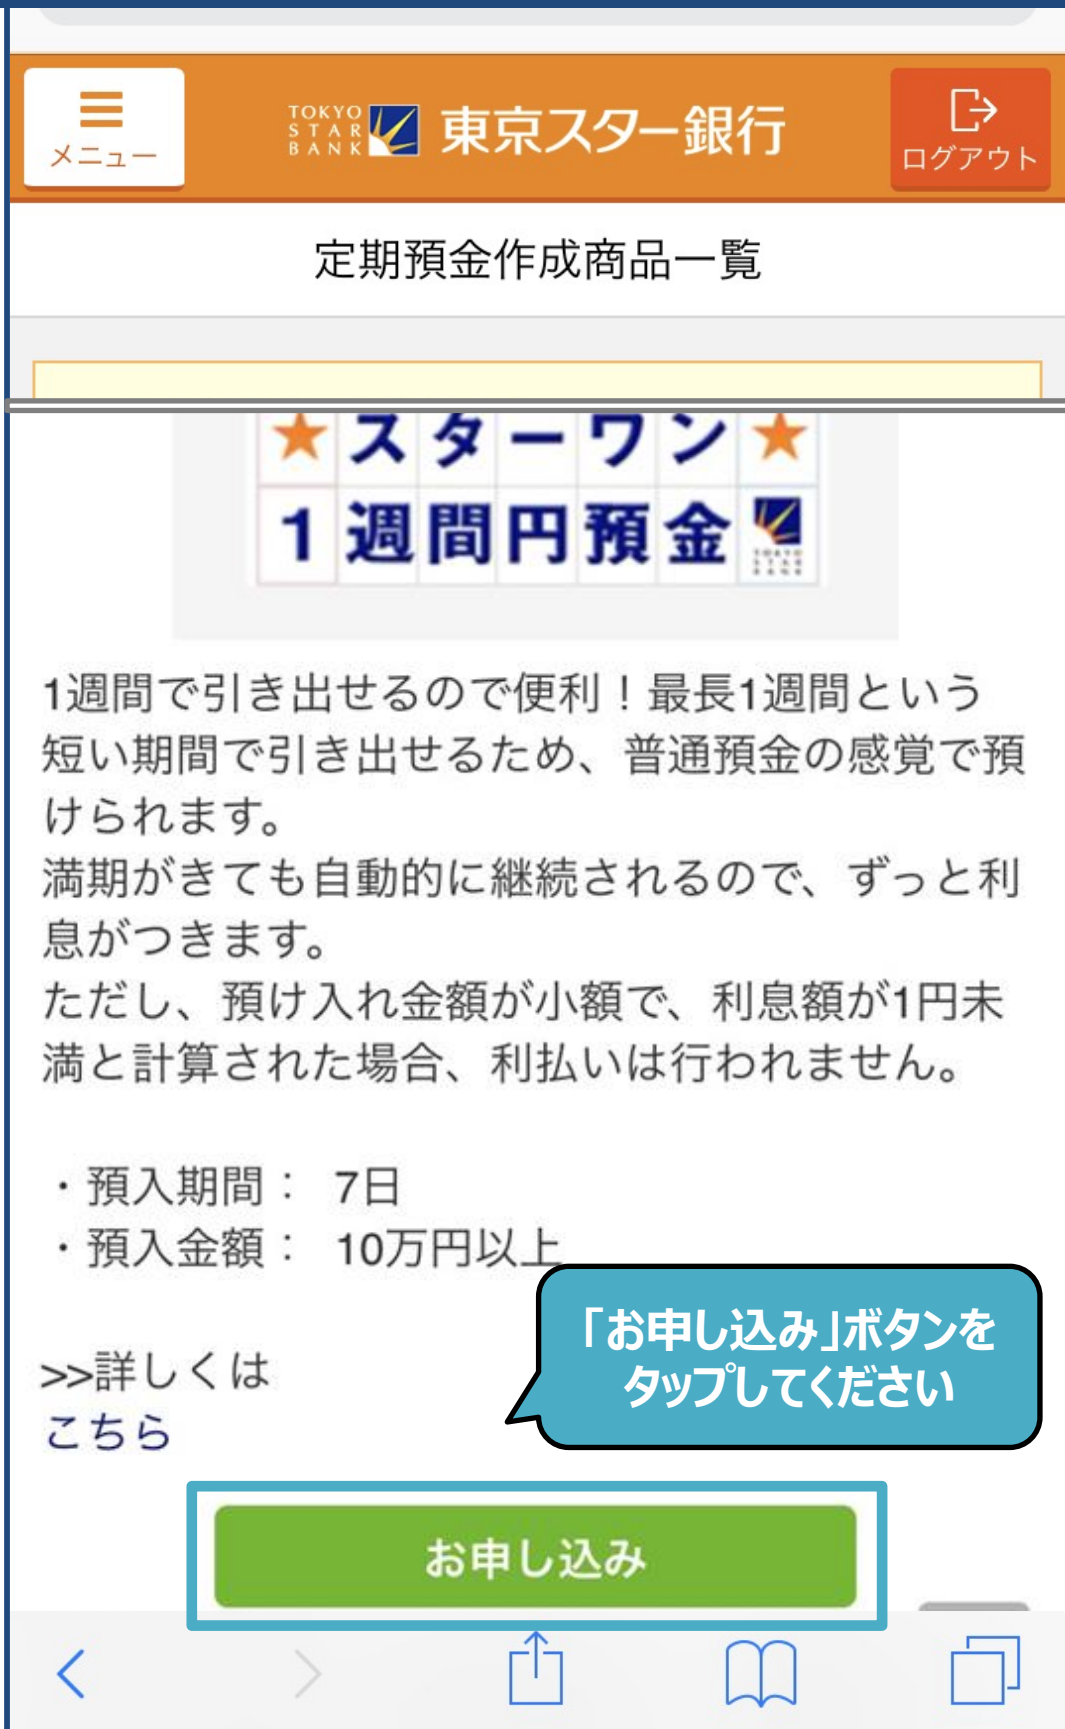 メニュー
TOKYO
STAR
BANK
東京スター銀行
ログアウト
定期預金作成商品一覧
★スターワン★
1週間円預金
TOKYO
STAR
BANK
1週間で引き出せるので便利！最長1週間という
短い期間で引き出せるため、普通預金の感覚で預
けられます。
満期がきても自動的に継続されるので、ずっと利
息がつきます。
ただし、預け入れ金額が小額で、利息額が1円未
満と計算された場合、利払いは行われません。
・預入期間： 7日
・預入金額： 10万円以上
「お申し込み」ボタンを
タップしてください
>>詳しくは
こちら
お申し込み